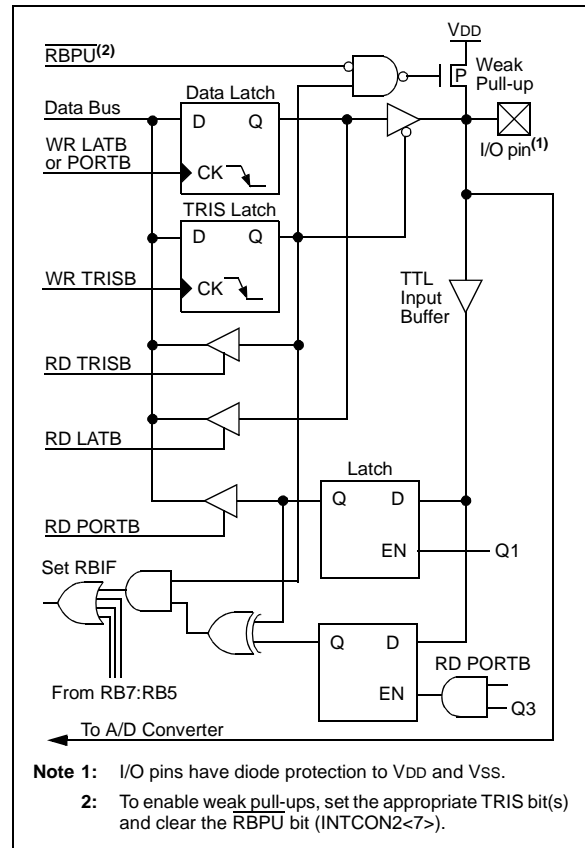 VDD
RBPU(2)
Weak
Pull-up
P
Data Bus
Data Latch
D Q
WR LATB
or PORTB
CK
I/O pin(1)
TRIS Latch
D Q
WR TRISB
CK
TTL
Input
Buffer
RD TRISB
RD LATB
Latch
Q D
RD PORTB
EN
Q1
Set RBIF
Q D
RD PORTB
EN
Q3
From RB7:RB5
To A/D Converter
Note 1: I/O pins have diode protection to VDD and VSS.
2: To enable weak pull-ups, set the appropriate TRIS bit(s)
and clear the RBPU bit (INTCON2<7>).